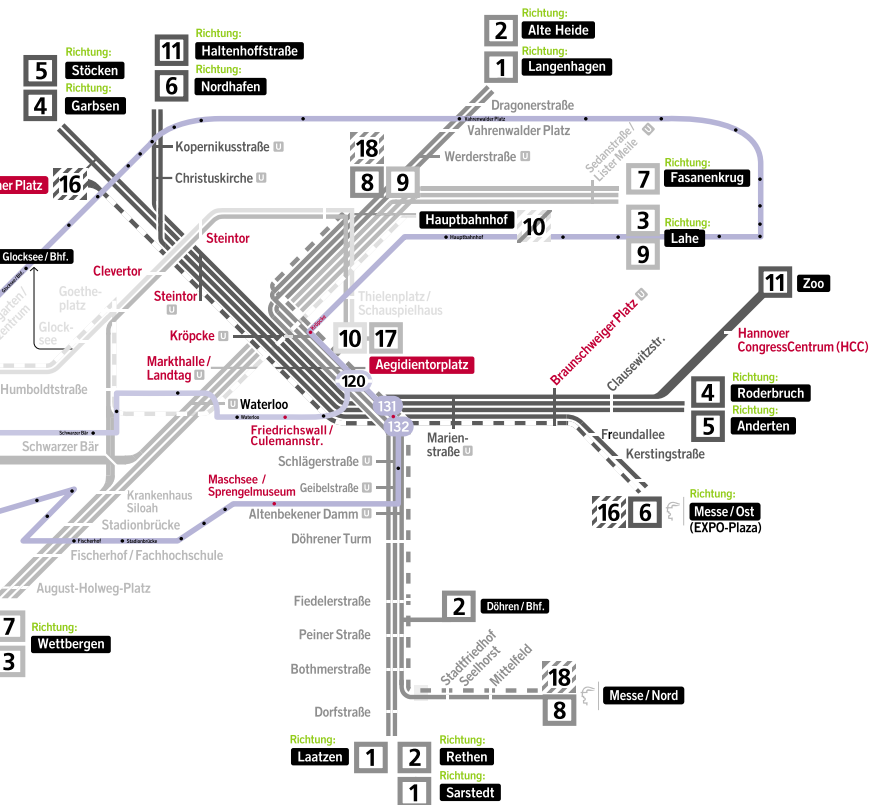 Richtung:
2
Alte Heide
Richtung:
1
Langenhagen
Richtung:
11
Haltenhoffstraße
Richtung:
6
Nordhafen
Richtung:
5
Stöcken
Richtung:
4
Garbsen
Dragonerstraße
Vahrenwalder Platz
Vahrenwalder Platz
Kopernikusstraße U
Werderstraße U
Sedanstraße /
Lister Meile U
Christuskirche U
18
8
9
Richtung:
7
Fasanenkrug
ner Platz
16
Hauptbahnhof
10
Hauptbahnhof
3
Richtung:
Lahe
9
Steintor
Glocksee / Bhf.
Glocksee/Bhf.
Clevertor
11
Zoo
Goethe-
platz
garten /
entrum
Steintor
U
Thielenplatz /
Schauspielhaus
Glock-
see
Kröpcke
Kröpcke U
10
17
Braunschweiger Platz U
Clausewitzstr.
Hannover
CongressCentrum (HCC)
Markthalle /
Landtag U
Aegidientorplatz
120
Humboldtstraße
Richtung:
4
Roderbruch
U Waterloo
Waterloo
131
132
Richtung:
5
Anderten
Friedrichswall /
Culemannstr.
Schwarzer Bär
Schwarzer Bär
Marien-
straße U
Freundallee
Kerstingstraße
Schlägerstraße U
Maschsee /
Sprengelmuseum
Geibelstraße U
Altenbekener Damm U
Krankenhaus
Siloah
Stadionbrücke
Richtung:
16
6
Messe / Ost
(EXPO-Plaza)
Fischerhof
Stadionbrücke
Döhrener Turm
Fischerhof / Fachhochschule
August-Holweg-Platz
Fiedelerstraße
2
Döhren / Bhf.
7
Richtung:
Wettbergen
3
Peiner Straße
Bothmerstraße
Stadtfriedhof
Seelhorst
Mittelfeld
18
Messe / Nord
8
Dorfstraße
Richtung:
Laatzen
1
2
Richtung:
Rethen
Richtung:
1
Sarstedt